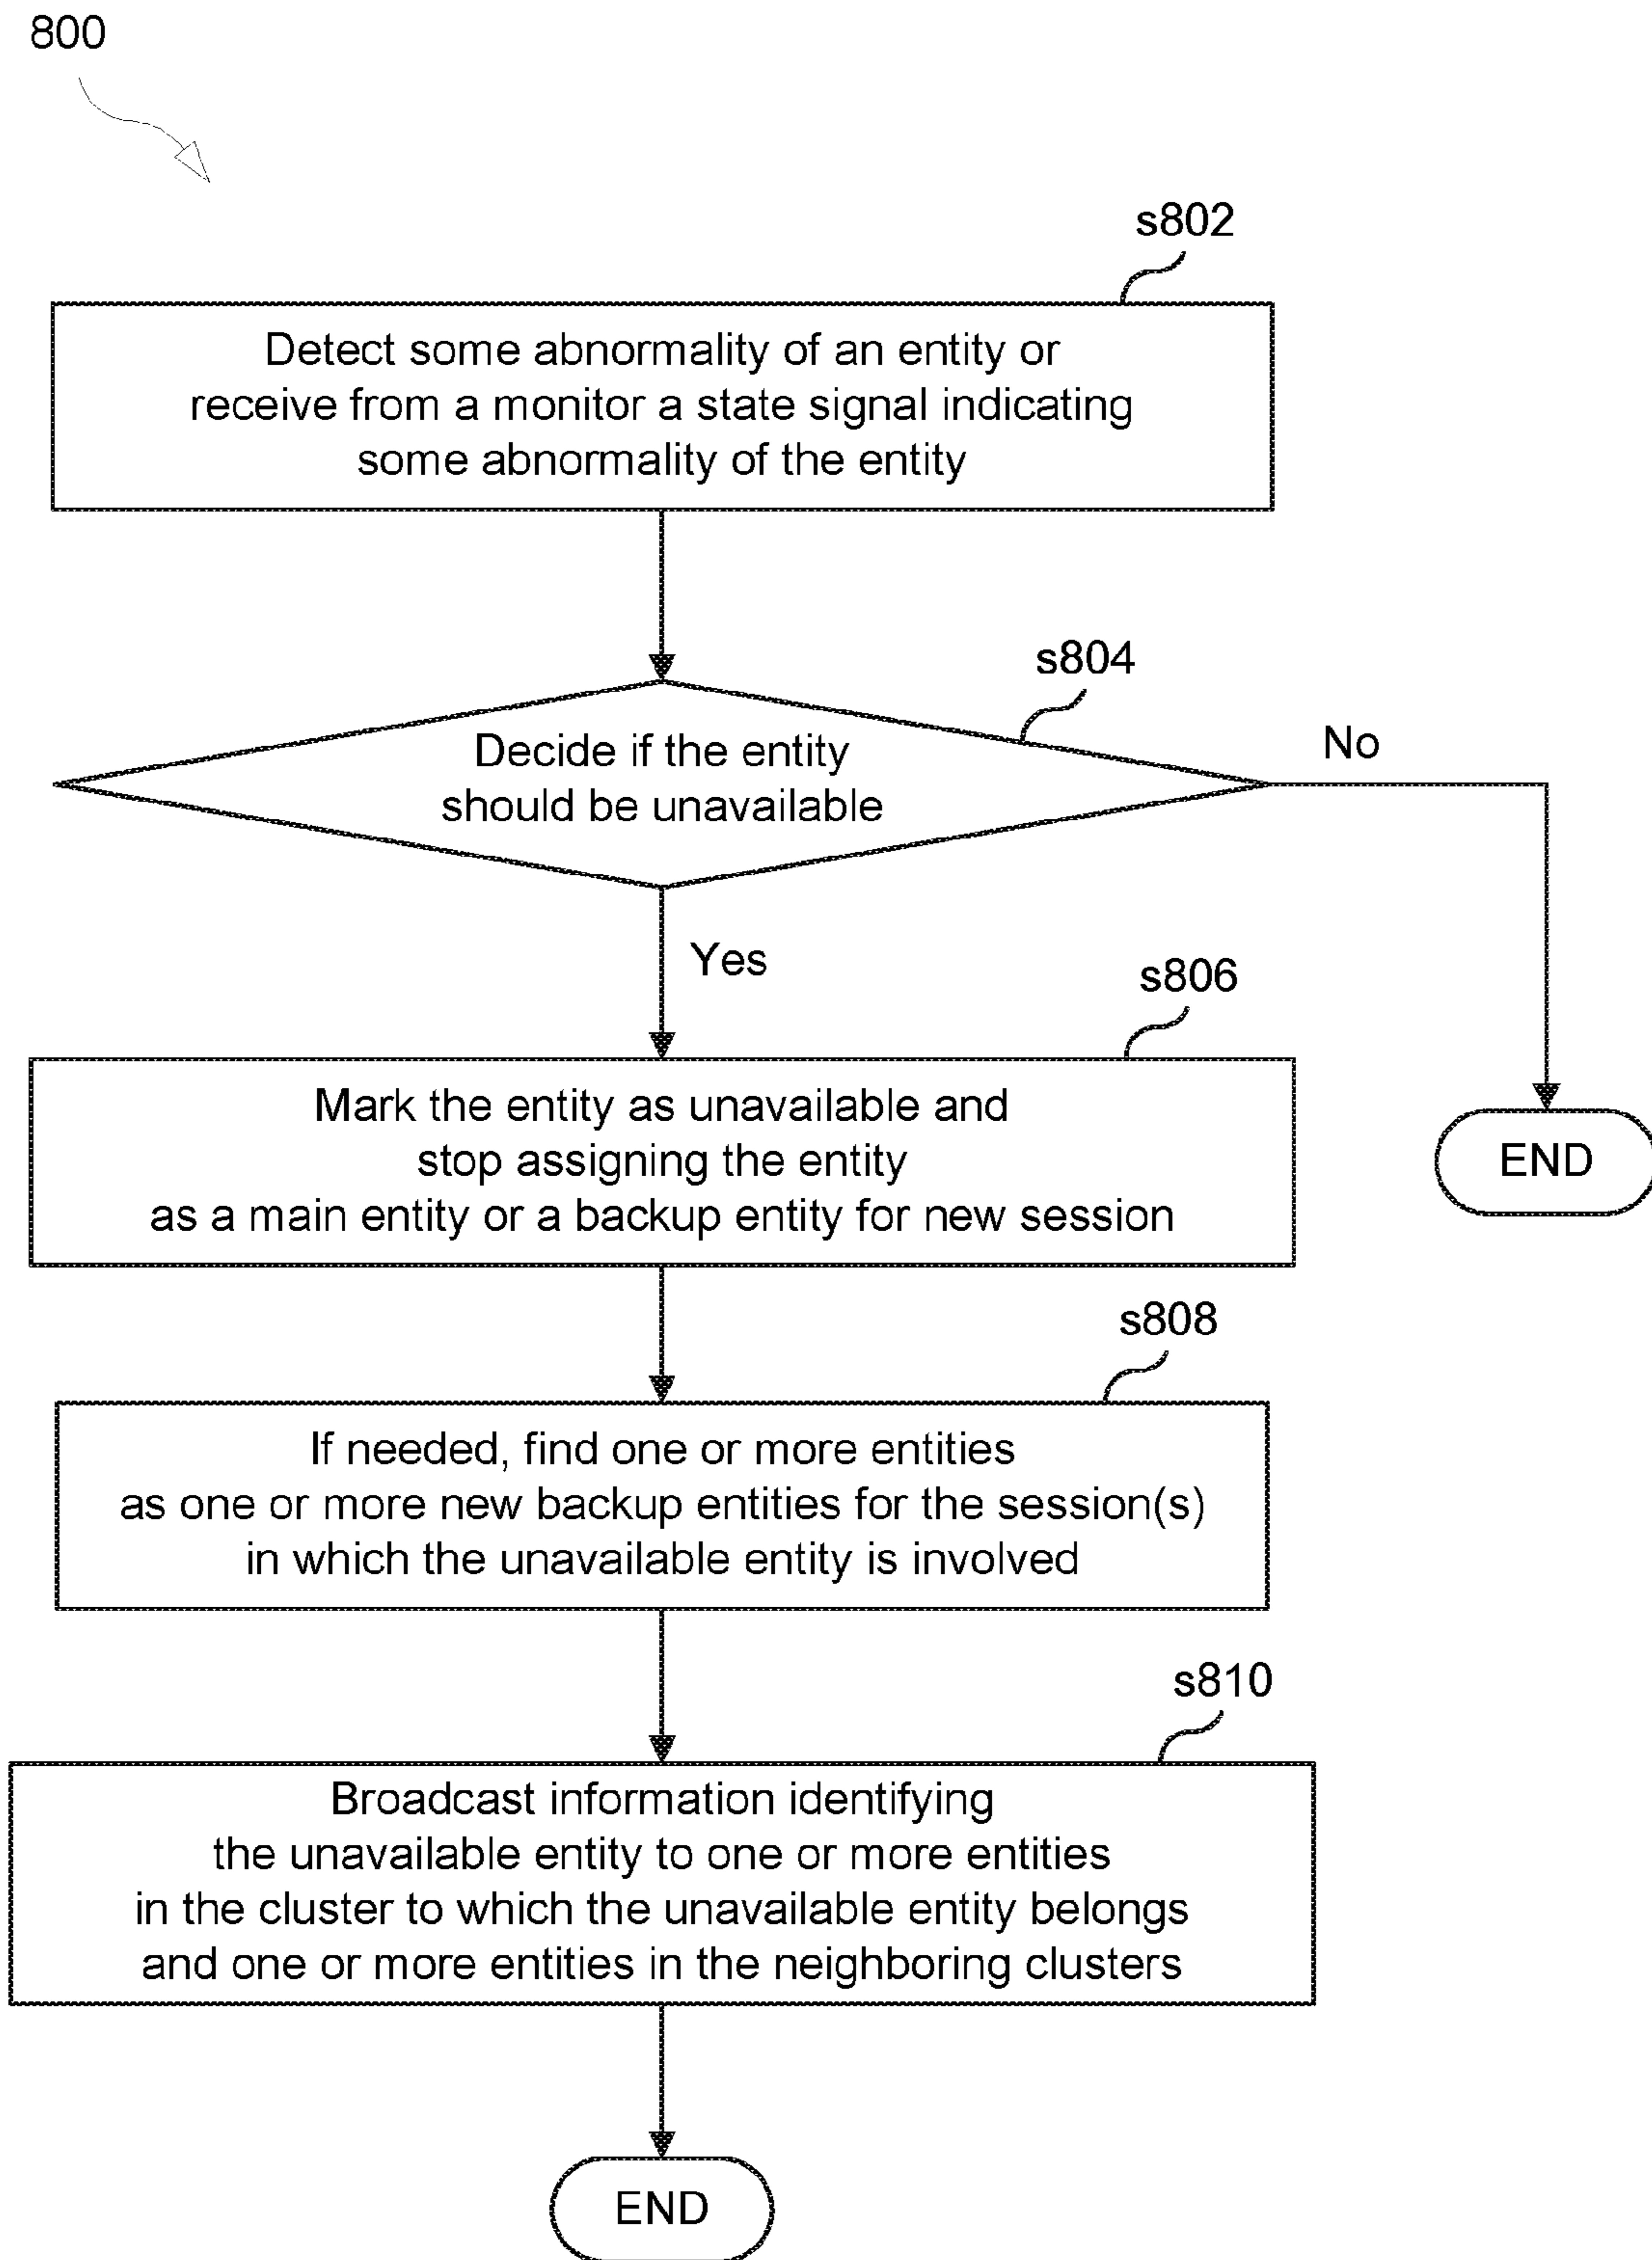 800
s802
Detect some abnormality of an entity or
receive from a monitor a state signal indicating
some abnormality of the entity
s804
Decide if the entity
should be unavailable
No
Yes
s806
Mark the entity as unavailable and
stop assigning the entity
as a main entity or a backup entity for new session
END
s808
If needed, find one or more entities
as one or more new backup entities for the session(s)
in which the unavailable entity is involved
s810
Broadcast information identifying
the unavailable entity to one or more entities
in the cluster to which the unavailable entity belongs
and one or more entities in the neighboring clusters
END